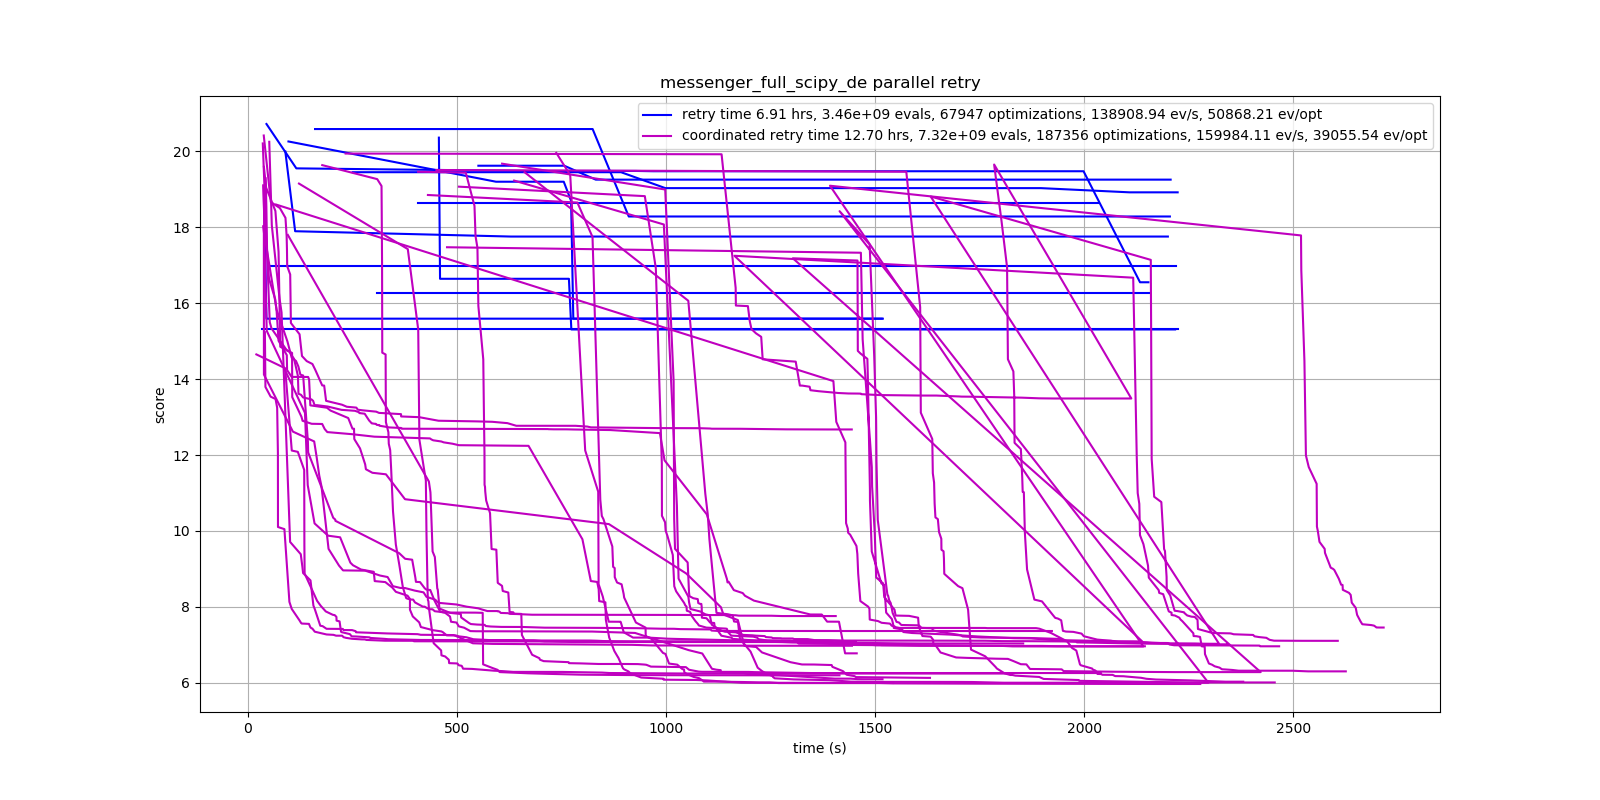 messenger_full_scipy_de parallel retry
retry time 6.91 hrs, 3.46e+09 evals, 67947 optimizations, 138908.94 ev/s, 50868.21 ev/opt
coordinated retry time 12.70 hrs, 7.32e+09 evals, 187356 optimizations, 159984.11 ev/s, 39055.54 ev/opt
20
18
16
14
12
10
8
6
score
0 500 1000 1500 2000 2500
time (s)